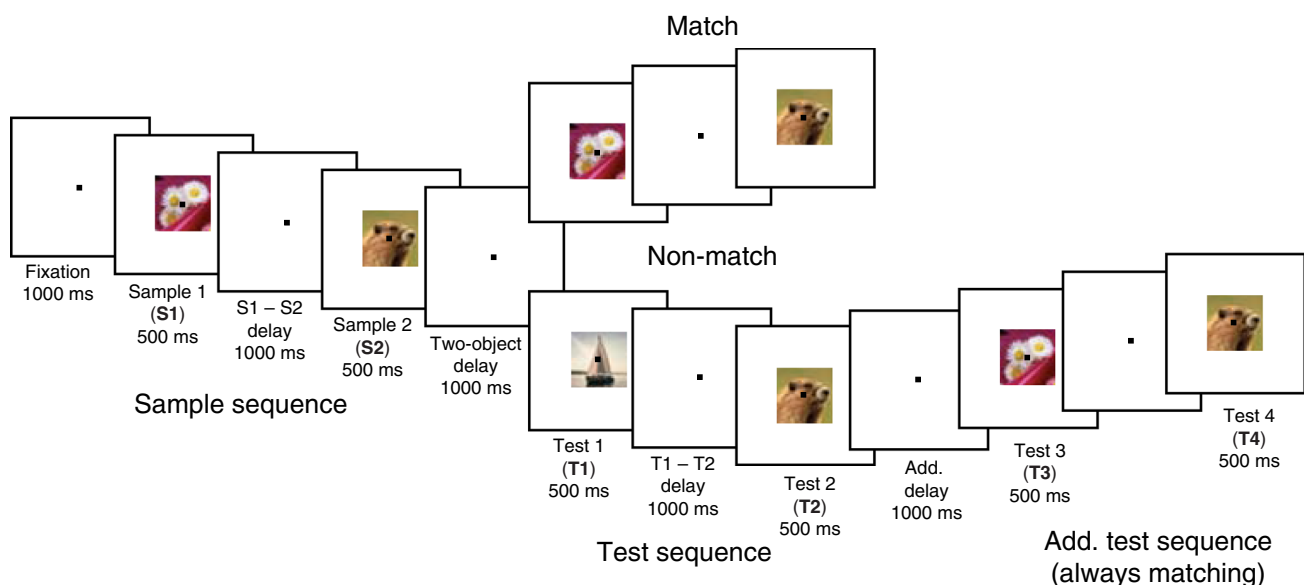 Match
Fixation
1000 ms
Sample 1
(S1)
500 ms
S1 – S2
delay
1000 ms
Sample 2
(S2)
500 ms
Two-object
delay
1000 ms
Sample sequence
Non-match
Test 1
(T1)
500 ms
T1 – T2
delay
1000 ms
Test 2
(T2)
500 ms
Test sequence
Add.
delay
1000 ms
Test 3
(T3)
500 ms
Test 4
(T4)
500 ms
Add. test sequence
(always matching)